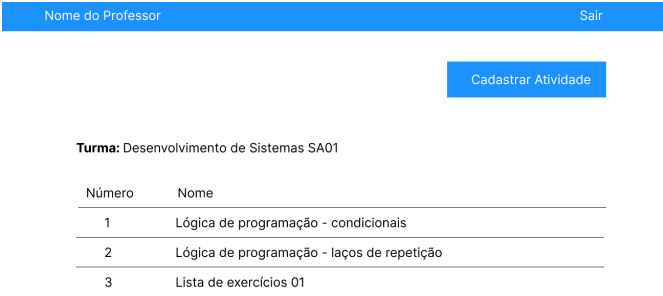 Nome do Professor Sair
Cadastrar Atividade
Turma: Desenvolvimento de Sistemas SA01
Número Nome
1 Lógica de programação - condicionais
2 Lógica de programação - laços de repetição
3 Lista de exercícios 01